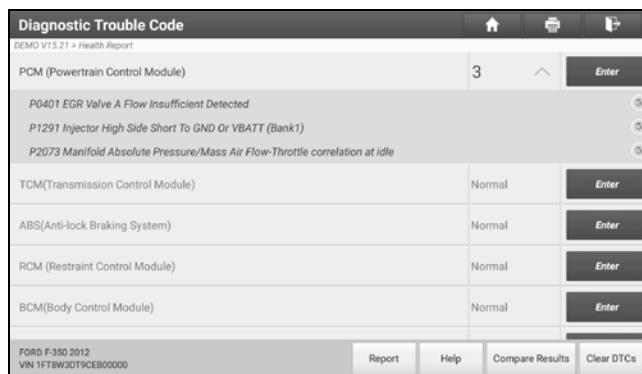 Diagnostic Trouble Code
DEMO V15.21 > Health Report
PCM (Powertrain Control Module) 3 Enter
P0401 EGR Valve A Flow Insufficient Detected
P1291 Injector High Side Short To GND Or VBATT (Bank1)
P2073 Manifold Absolute Pressure/Mass Air Flow-Throttle correlation at idle
TCM(Transmission Control Module) Normal Enter
ABS(Anti-lock Braking System) Normal Enter
RCM (Restraint Control Module) Normal Enter
BCM(Body Control Module) Normal Enter
FORD F-350 2012
VIN 1FT8W3DT9CEB00000
Report Help Compare Results Clear DTCs